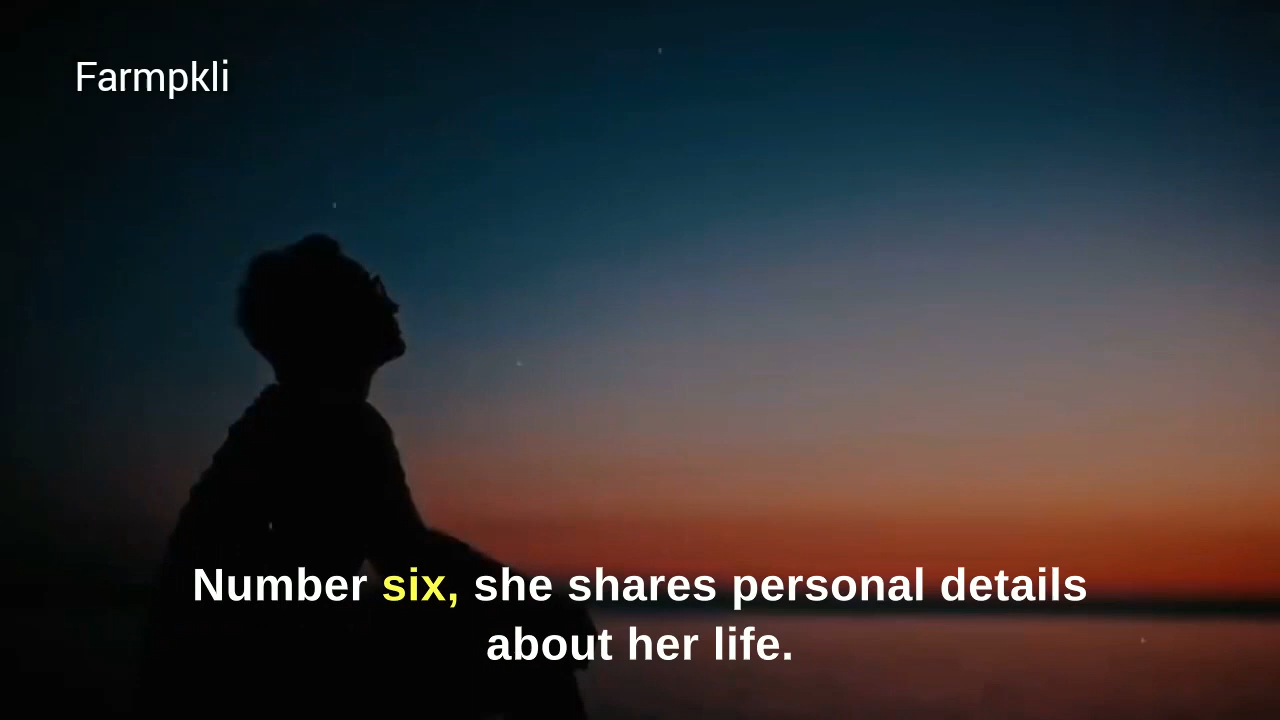 Farmpkli
Number six, she shares personal details
about her life.